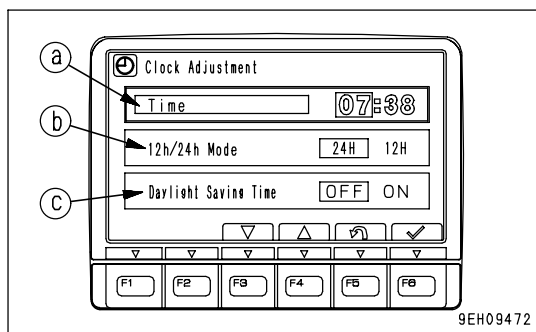 Clock Adjustment
a
Time 07:38
b
12h/24h Mode 24H 12H
c
Daylight Saving Time OFF ON
F1 F2 F3 F4 F5 F6
9EH09472